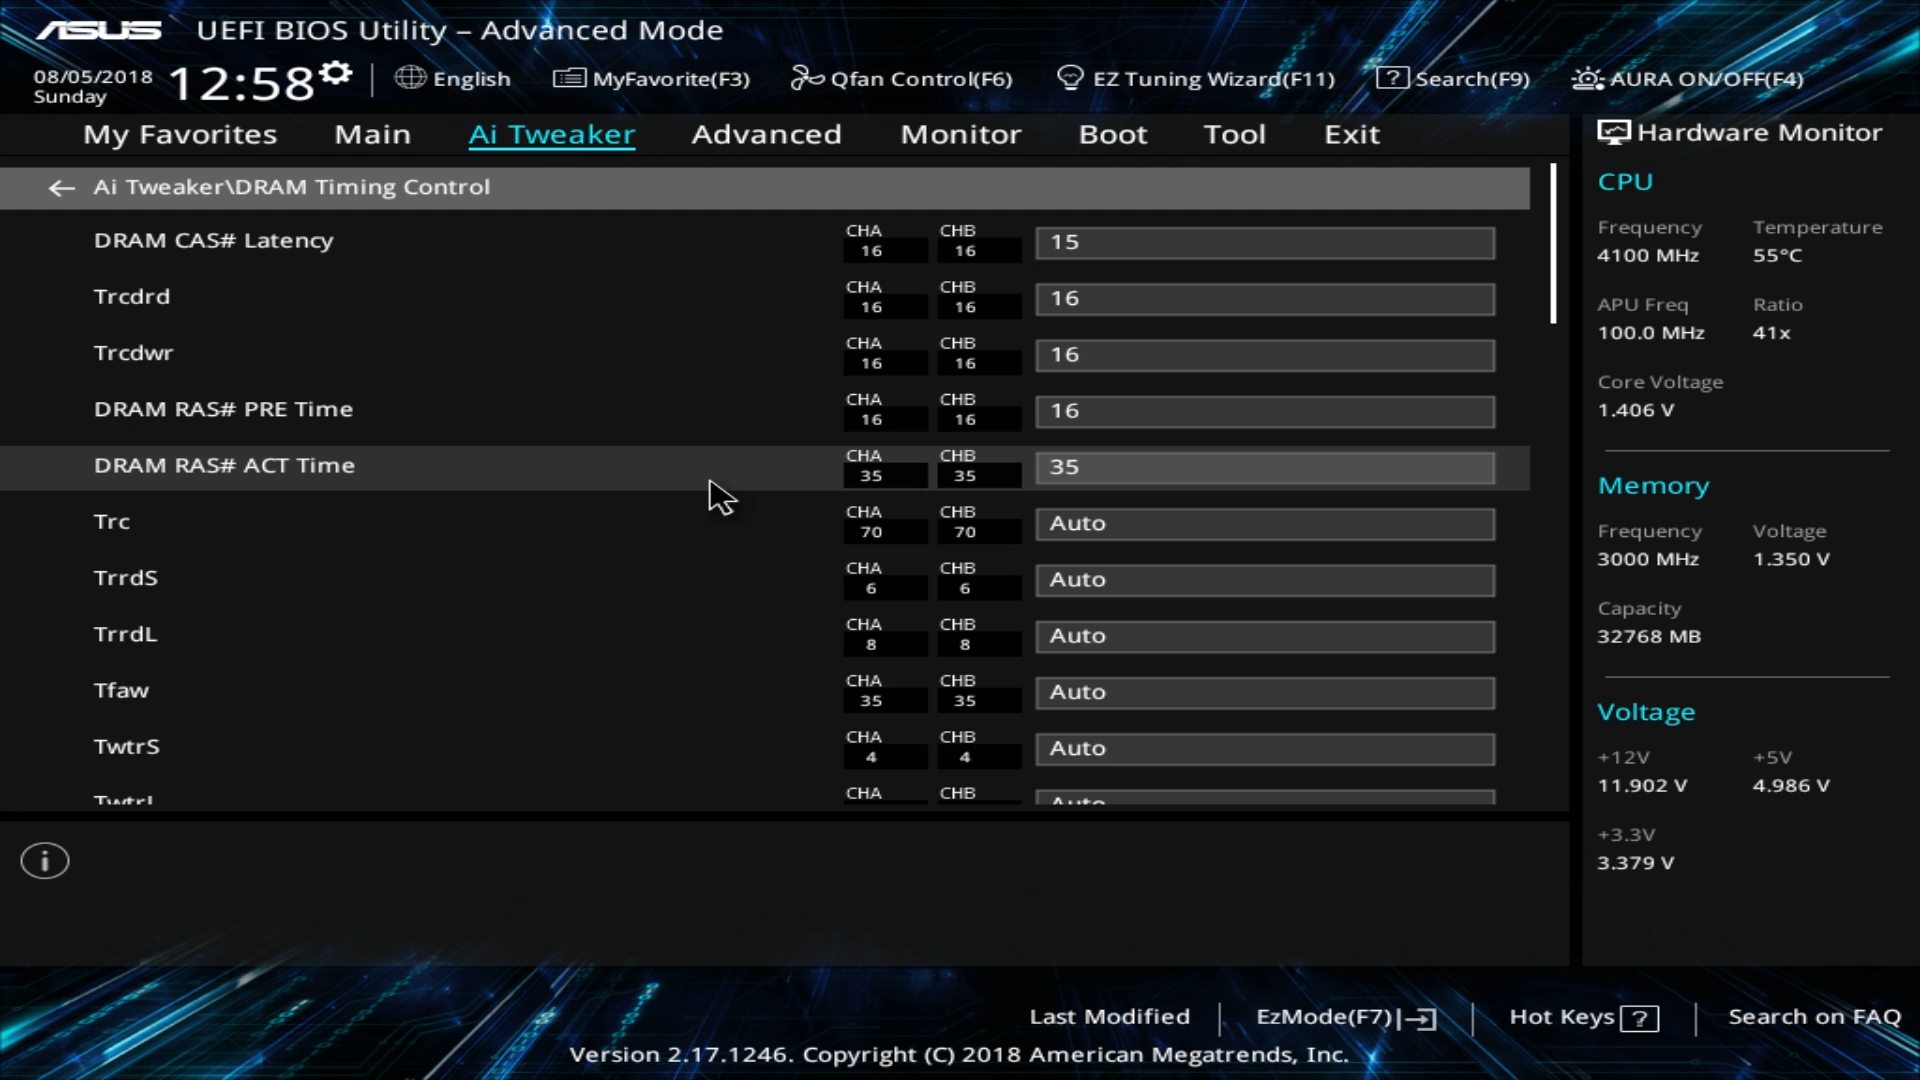 ASUS UEFI BIOS Utility – Advanced Mode
08/05/2018 Sunday 12:58 English MyFavorite(F3) Qfan Control(F6) EZ Tuning Wizard(F11) ? Search(F9) AURA ON/OFF(F4)
My Favorites Main Ai Tweaker Advanced Monitor Boot Tool Exit
Ai Tweaker\DRAM Timing Control
DRAM CAS# Latency CHA 16 CHB 16 15
Trcdrd CHA 16 CHB 16 16
Trcdwr CHA 16 CHB 16 16
DRAM RAS# PRE Time CHA 16 CHB 16 16
DRAM RAS# ACT Time CHA 35 CHB 35 35
Trc CHA 70 CHB 70 Auto
TrrdS CHA 6 CHB 6 Auto
TrrdL CHA 8 CHB 8 Auto
Tfaw CHA 35 CHB 35 Auto
TwtrS CHA 4 CHB 4 Auto
TwtrL CHA CHB Auto
Hardware Monitor
CPU
Frequency Temperature
4100 MHz 55°C
APU Freq Ratio
100.0 MHz 41x
Core Voltage
1.406 V
Memory
Frequency Voltage
3000 MHz 1.350 V
Capacity
32768 MB
Voltage
+12V +5V
11.902 V 4.986 V
+3.3V
3.379 V
i
Last Modified EzMode(F7) Hot Keys ? Search on FAQ
Version 2.17.1246. Copyright (C) 2018 American Megatrends, Inc.